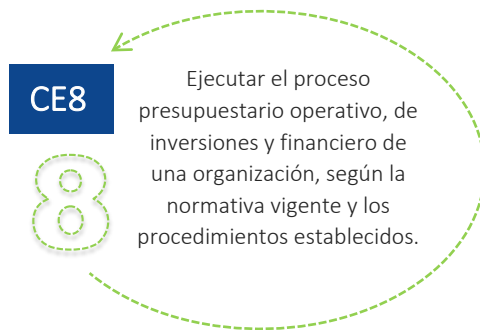 CE8
8
Ejecutar el proceso
presupuestario operativo, de
inversiones y financiero de
una organización, según la
normativa vigente y los
procedimientos establecidos.